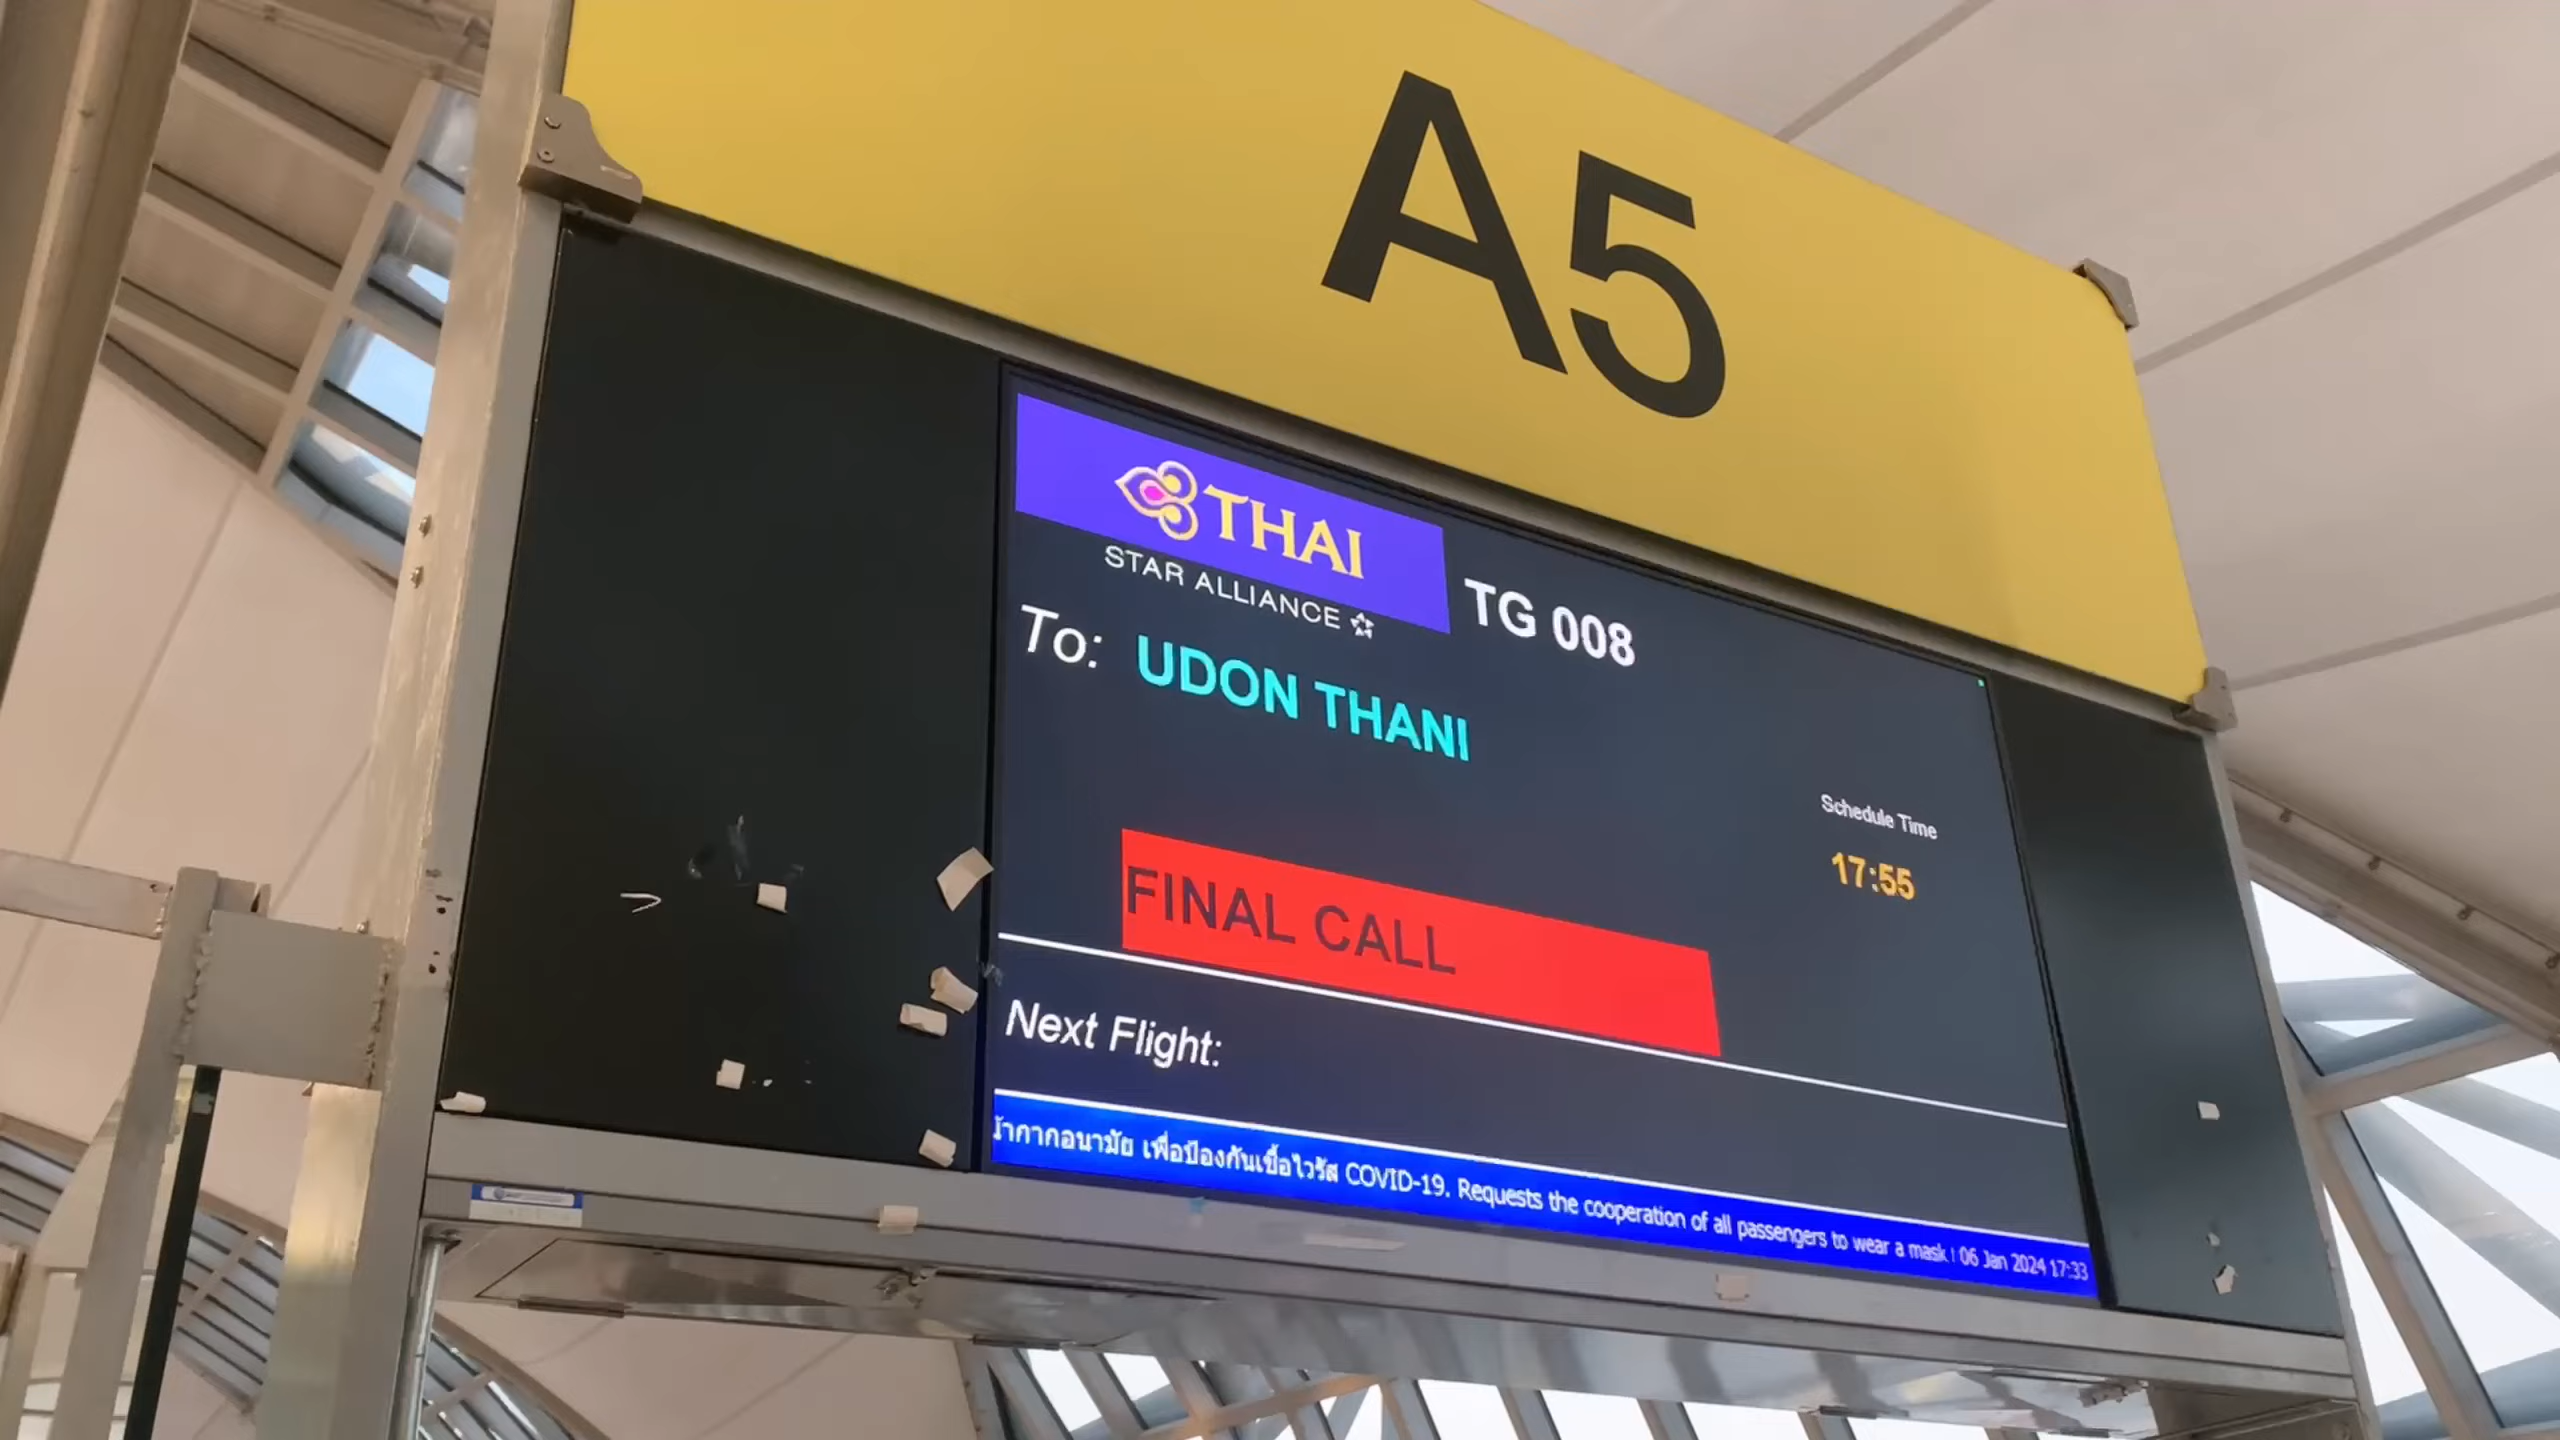 A5
THAI
STAR ALLIANCE
TG 008
To: UDON THANI
Schedule Time
17:55
FINAL CALL
Next Flight:
น้ากากอนามัย เพื่อป้องกันเชื้อไวรัส COVID-19. Requests the cooperation of all passengers to wear a mask ! 06 Jan 2024 17:33